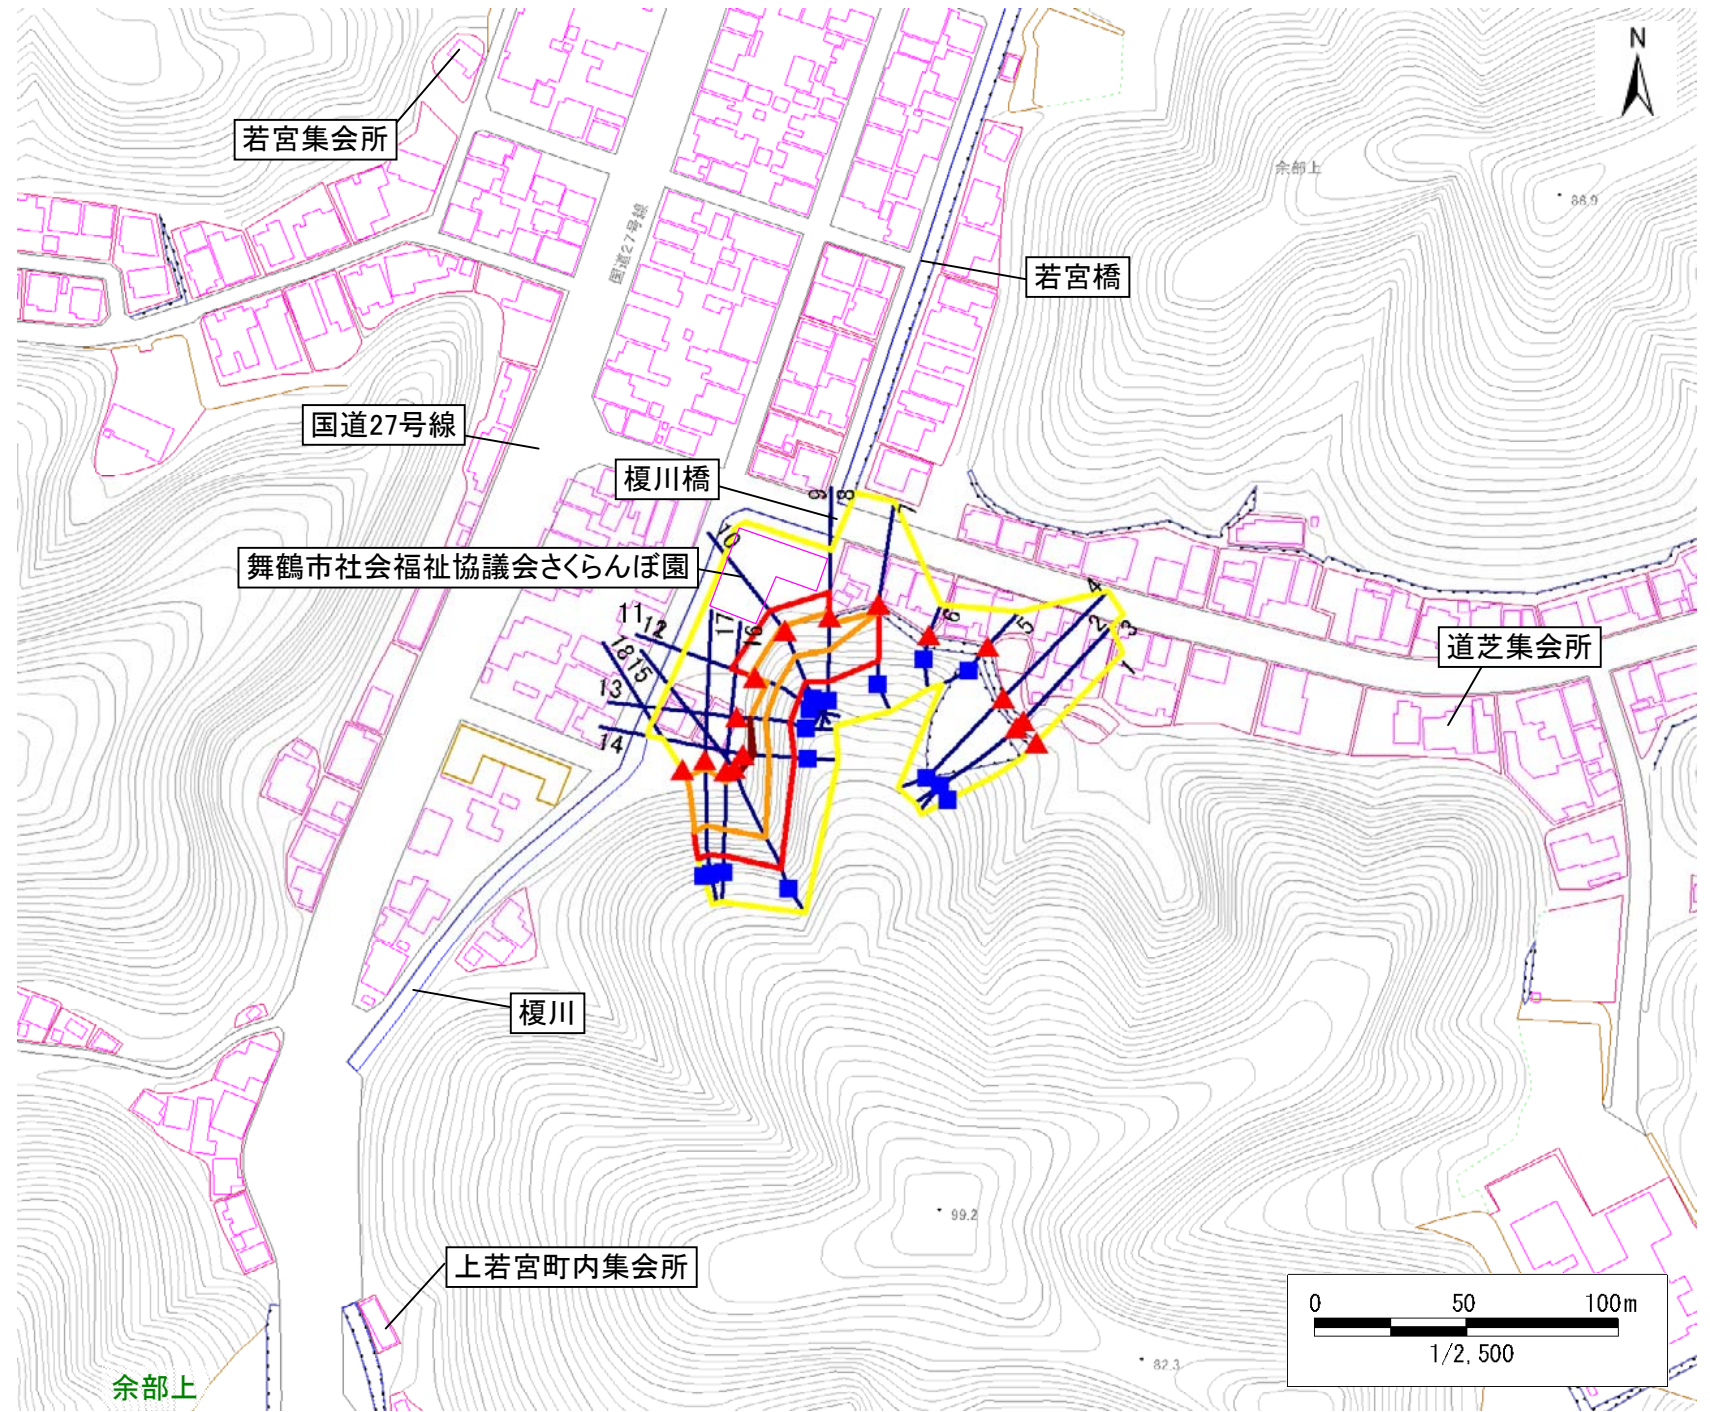 N
若宮集会所
余部上
88.9
国道27号線
若宮橋
国道27号線
榎川橋
9
8
7
10
舞鶴市社会福祉協議会さくらんぼ園
4
11
12
17
16
6
5
2
3
18
15
1
道芝集会所
13
14
榎川
99.2
上若宮町内集会所
0 50 100m
1/2,500
82.3
余部上